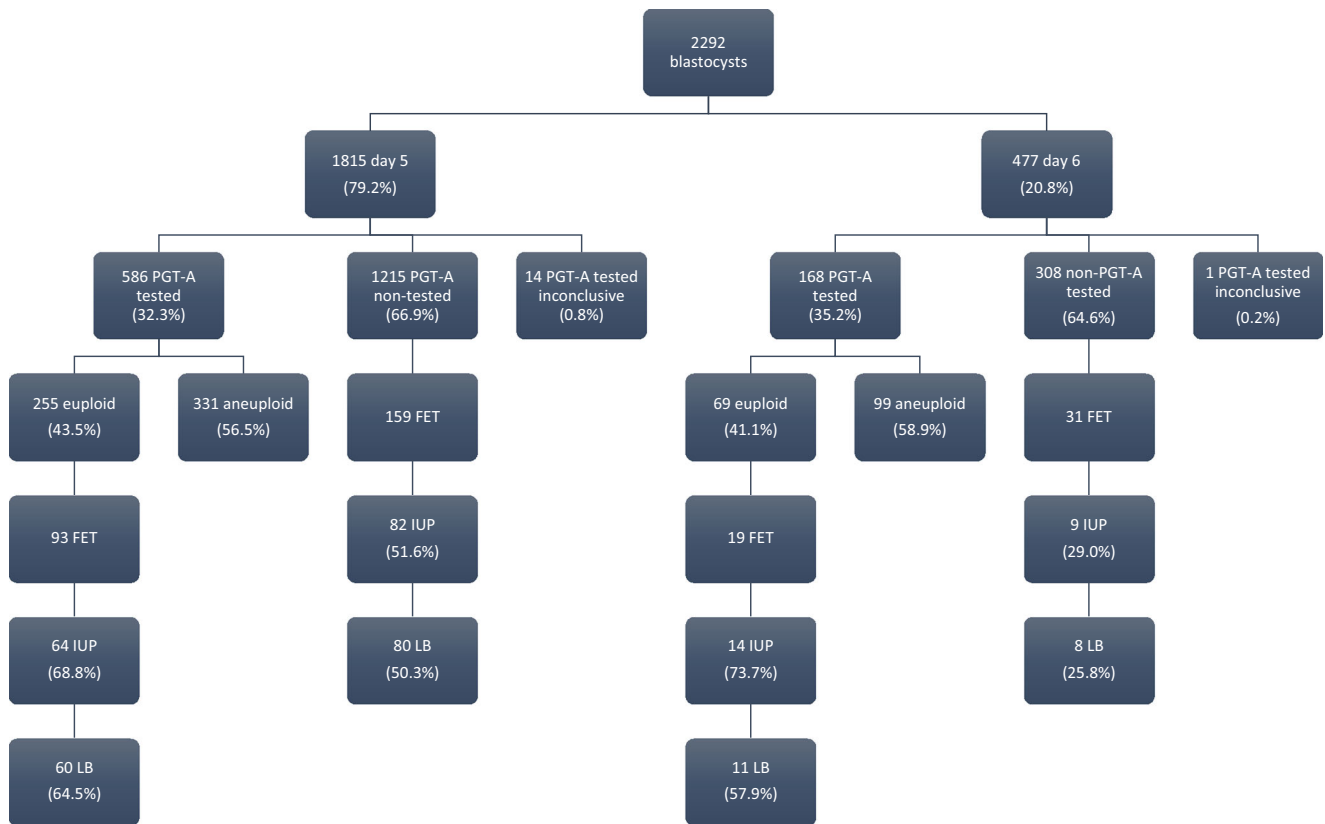 2292
blastocysts
1815 day 5
(79.2%)
477 day 6
(20.8%)
586 PGT-A
tested
(32.3%)
1215 PGT-A
non-tested
(66.9%)
14 PGT-A tested
inconclusive
(0.8%)
168 PGT-A
tested
(35.2%)
308 non-PGT-A
tested
(64.6%)
1 PGT-A tested
inconclusive
(0.2%)
255 euploid
(43.5%)
331 aneuploid
(56.5%)
159 FET
69 euploid
(41.1%)
99 aneuploid
(58.9%)
31 FET
93 FET
82 IUP
(51.6%)
19 FET
9 IUP
(29.0%)
64 IUP
(68.8%)
80 LB
(50.3%)
14 IUP
(73.7%)
8 LB
(25.8%)
60 LB
(64.5%)
11 LB
(57.9%)